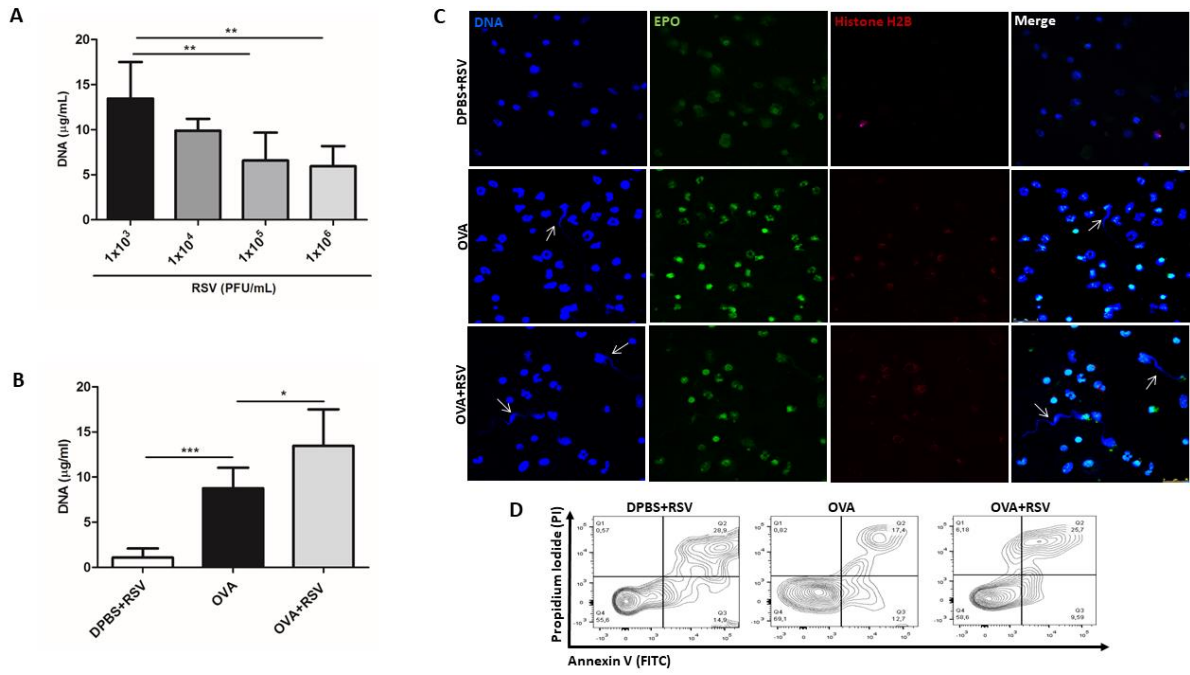 A
**
**
20
15
10
5
0
DNA (µg/mL)
1x10³
1x10⁴
1x10⁵
1x10⁶
RSV (PFU/mL)
B
20
15
10
5
0
DNA (µg/ml)
***
*
DPBS+RSV
OVA
OVA+RSV
C
DNA
EPO
Histone H2B
Merge
DPBS+RSV
OVA
OVA+RSV
D
DPBS+RSV
OVA
OVA+RSV
Propidium Iodide (PI)
Annexin V (FITC)
Q1
0,57
Q2
28,9
Q3
14,9
Q4
55,6
Q1
0,82
Q2
17,4
Q3
12,7
Q4
69,1
Q1
6,18
Q2
25,7
Q3
9,59
Q4
58,6